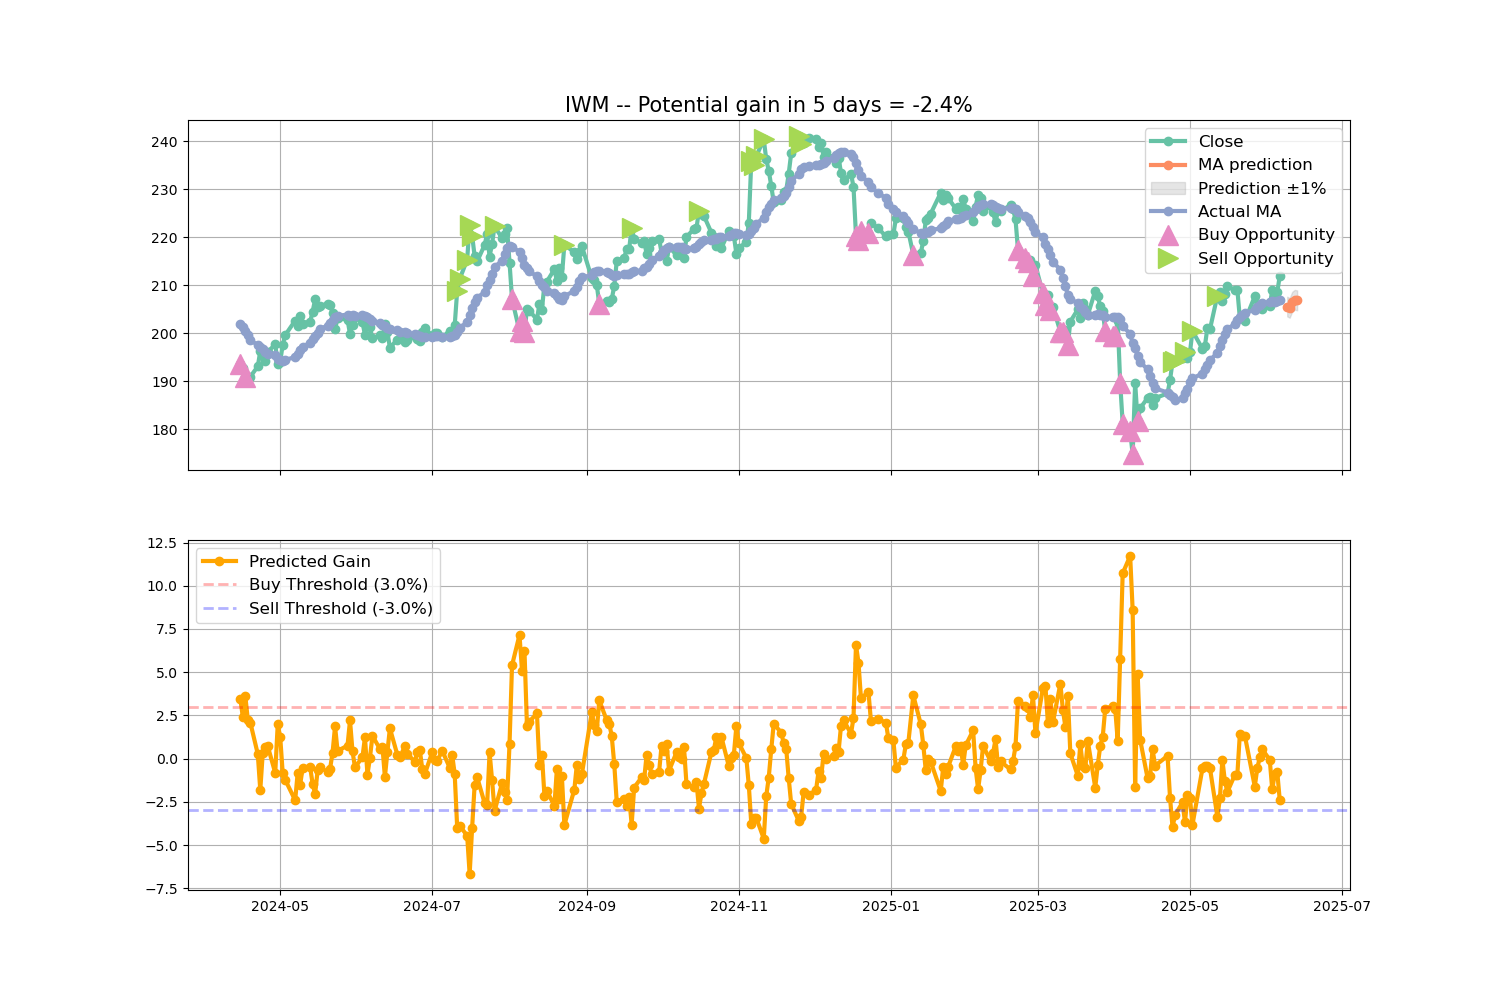 IWM -- Potential gain in 5 days = -2.4%
240
230
220
210
200
190
180
Close
MA prediction
Prediction ±1%
Actual MA
Buy Opportunity
Sell Opportunity
12.5
10.0
7.5
5.0
2.5
0.0
−2.5
−5.0
−7.5
Predicted Gain
Buy Threshold (3.0%)
Sell Threshold (-3.0%)
2024-05
2024-07
2024-09
2024-11
2025-01
2025-03
2025-05
2025-07